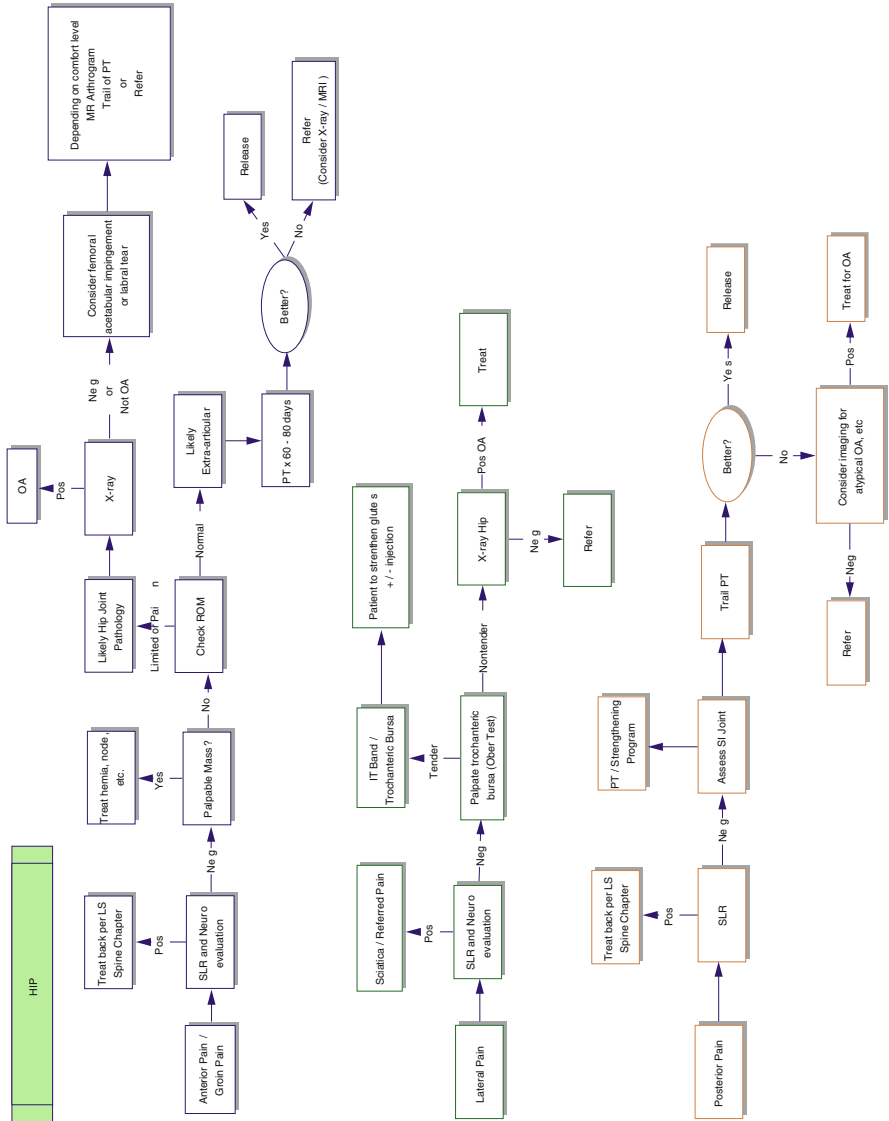 HIP
Anterior Pain /
Groin Pain
SLR and Neuro
evaluation
Pos
Treat back per LS
Spine Chapter
Ne g
Palpable Mass ?
Yes
Treat hernia, node ,
etc.
No
Check ROM
Limited or Pai n
Likely Hip Joint
Pathology
X-ray
Pos
OA
Ne g
or
Not OA
Consider femoral
acetabular impingement
or labral tear
Depending on comfort level
MR Arthrogram
Trail of PT
or
Refer
Normal
Likely
Extra-articular
PT x 60 - 80 days
Better?
Yes
Release
No
Refer
(Consider X-ray / MRI )
Lateral Pain
SLR and Neuro
evaluation
Pos
Sciatica / Referred Pain
Neg
Palpate trochanteric
bursa (Ober Test)
Tender
IT Band /
Trochanteric Bursa
Patient to strenthen glute s
+ / - injection
Nontender
X-ray Hip
Pos OA
Treat
Ne g
Refer
Posterior Pain
SLR
Pos
Treat back per LS
Spine Chapter
Ne g
Assess SI Joint
PT / Strengthening
Program
Trail PT
Better?
Ye s
Release
No
Consider imaging for
atypical OA, etc
Pos
Treat for OA
Neg
Refer